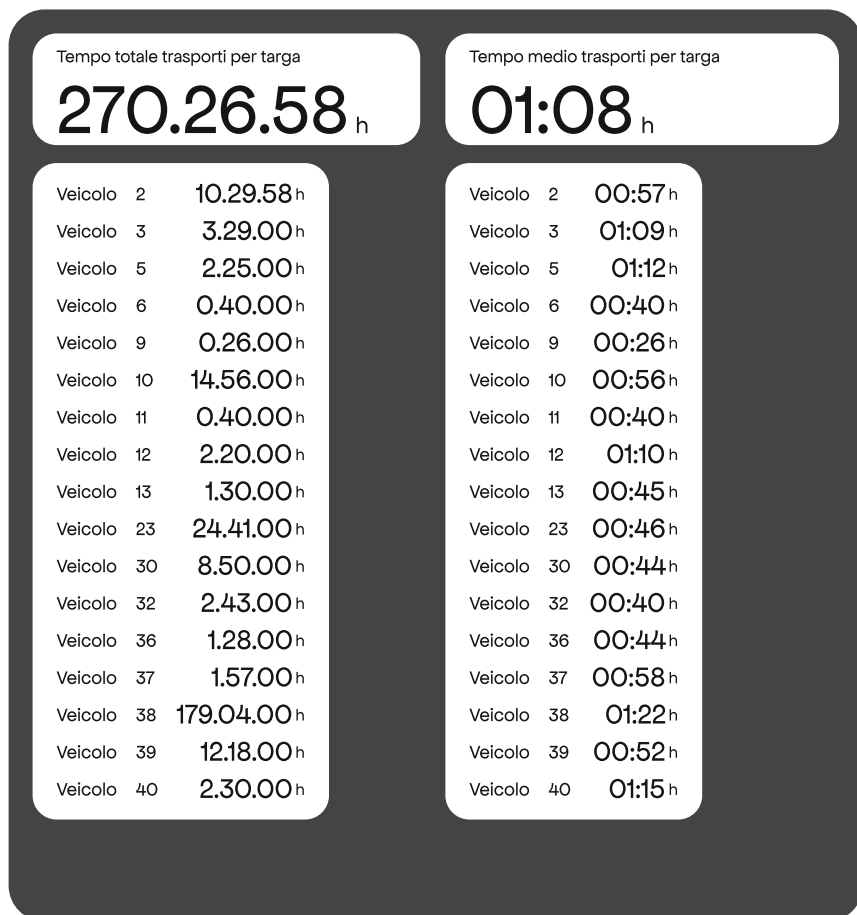 Tempo totale trasporti per targa
270.26.58 h
Veicolo 2 10.29.58 h
Veicolo 3 3.29.00 h
Veicolo 5 2.25.00 h
Veicolo 6 0.40.00 h
Veicolo 9 0.26.00 h
Veicolo 10 14.56.00 h
Veicolo 11 0.40.00 h
Veicolo 12 2.20.00 h
Veicolo 13 1.30.00 h
Veicolo 23 24.41.00 h
Veicolo 30 8.50.00 h
Veicolo 32 2.43.00 h
Veicolo 36 1.28.00 h
Veicolo 37 1.57.00 h
Veicolo 38 179.04.00 h
Veicolo 39 12.18.00 h
Veicolo 40 2.30.00 h
Tempo medio trasporti per targa
01:08 h
Veicolo 2 00:57 h
Veicolo 3 01:09 h
Veicolo 5 01:12 h
Veicolo 6 00:40 h
Veicolo 9 00:26 h
Veicolo 10 00:56 h
Veicolo 11 00:40 h
Veicolo 12 01:10 h
Veicolo 13 00:45 h
Veicolo 23 00:46 h
Veicolo 30 00:44 h
Veicolo 32 00:40 h
Veicolo 36 00:44 h
Veicolo 37 00:58 h
Veicolo 38 01:22 h
Veicolo 39 00:52 h
Veicolo 40 01:15 h